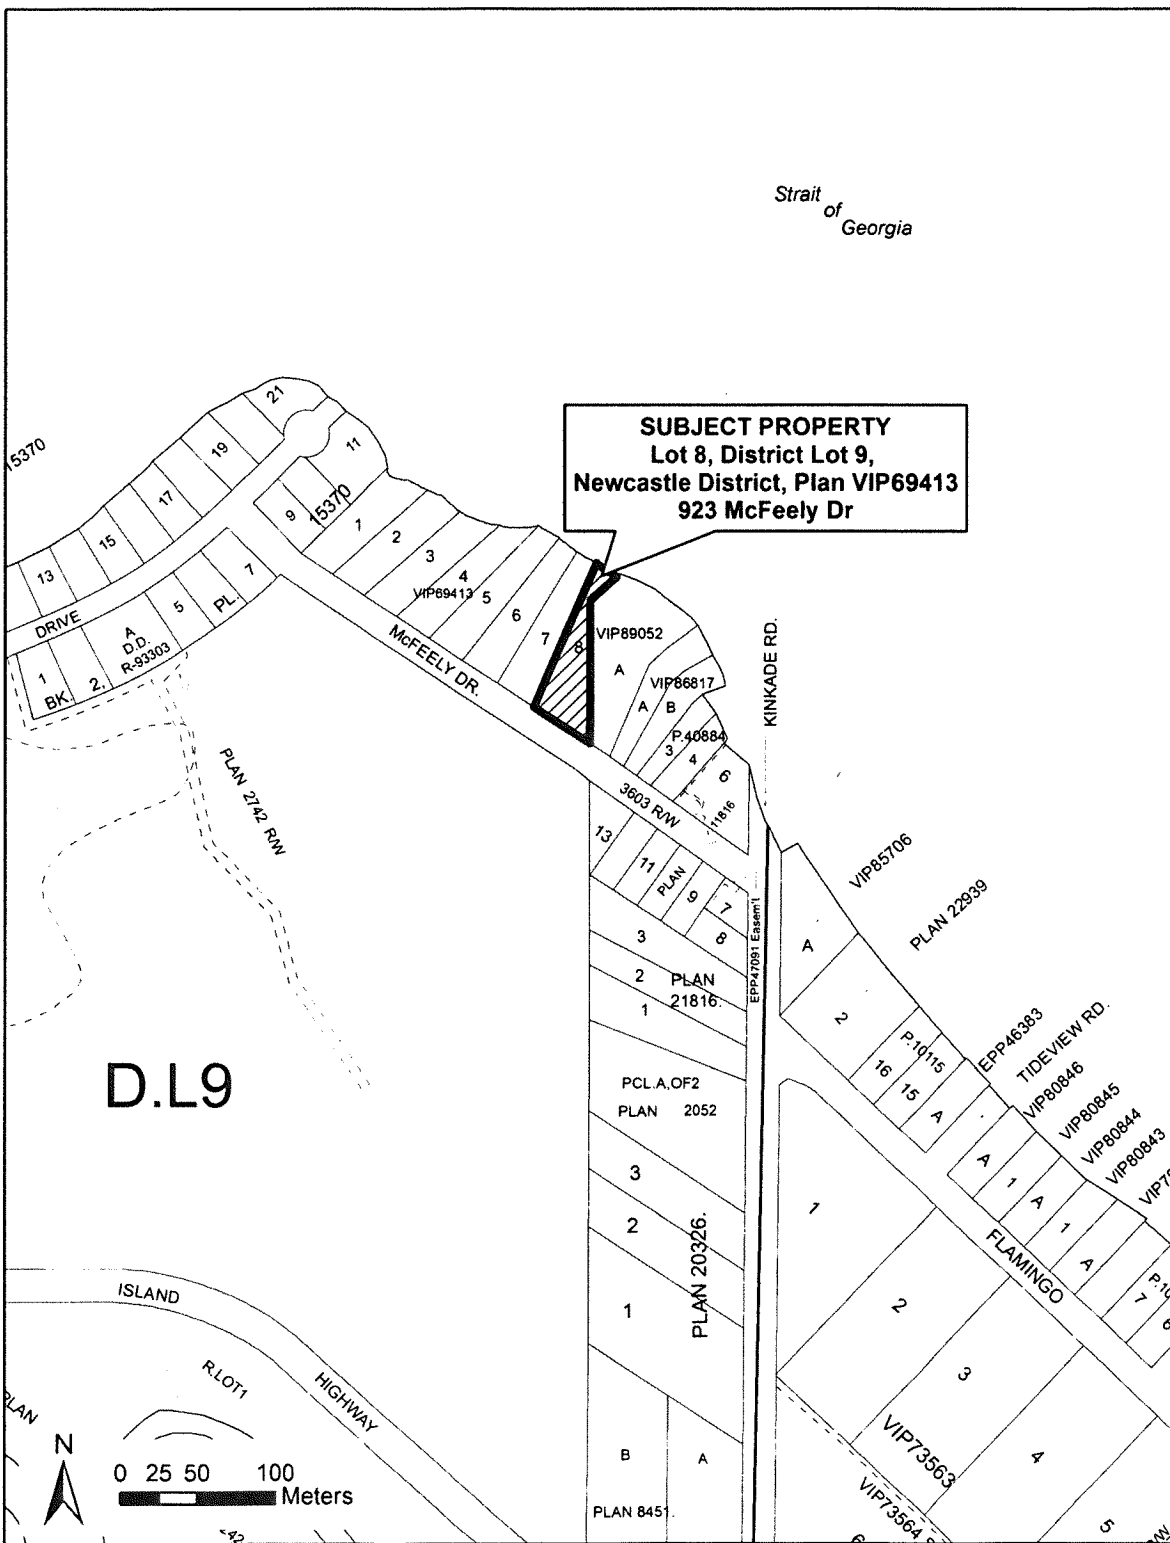 Strait
of
Georgia
SUBJECT PROPERTY
Lot 8, District Lot 9,
Newcastle District, Plan VIP69413
923 McFeely Dr
15370
21
19
17
15
13
11
9
15370
1
2
3
4
VIP69413
5
6
7
8
VIP89052
A
VIP86817
A
B
P.40884
3
4
6
11816
KINKADE RD.
DRIVE
1
BK.
2,
A
D.D.
R-93303
5
PL.
7
McFEELY DR.
3603 R/W
PLAN 2742 R/W
13
11
PLAN
9
7
8
EPP47091 Easem't
3
2
PLAN
21816.
1
VIP85706
PLAN 22939
A
2
P.10115
16
15
A
EPP46383
TIDEVIEW RD.
VIP80846
VIP80845
VIP80844
VIP80843
A
1
A
1
A
7
6
D.L9
PCL.A,OF2
PLAN 2052
3
2
1
PLAN 20326.
1
2
3
4
5
FLAMINGO
ISLAND
HIGHWAY
R.LOT1
PLAN
VIP73563
VIP73564
6
B
A
PLAN 8451.
N
0 25 50 100
Meters